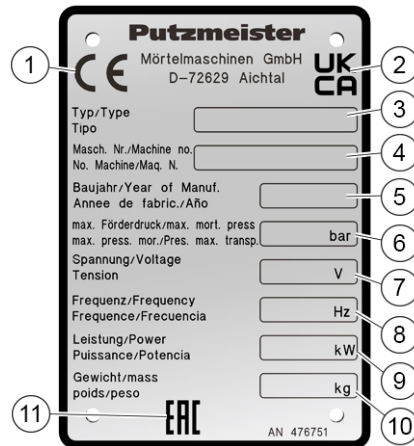 Putzmeister
Mörtelmaschinen GmbH
D-72629 Aichtal
CE
UK
CA
1
2
Typ/Type
Tipo
3
Masch. Nr./Machine no.
No. Machine/Maq. N.
4
Baujahr/Year of Manuf.
Annee de fabric./Año
5
max. Förderdruck/max. mort. press
max. press. mor./Pres. max. transp.
bar
6
Spannung/Voltage
Tension
V
7
Frequenz/Frequency
Frequence/Frecuencia
Hz
8
Leistung/Power
Puissance/Potencia
kW
9
Gewicht/mass
poids/peso
kg
10
11
EAC
AN 476751